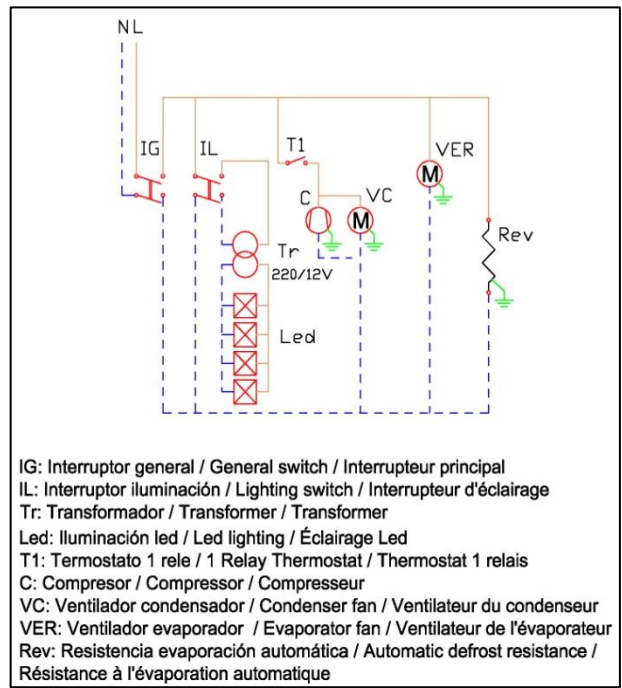 NL
IG IL T1 VER
C VC
Rev
Tr
220/12V
Led
M
M
IG: Interruptor general / General switch / Interrupteur principal
IL: Interruptor iluminación / Lighting switch / Interrupteur d'éclairage
Tr: Transformador / Transformer / Transformer
Led: Iluminación led / Led lighting / Éclairage Led
T1: Termostato 1 rele / 1 Relay Thermostat / Thermostat 1 relais
C: Compresor / Compressor / Compresseur
VC: Ventilador condensador / Condenser fan / Ventilateur du condenseur
VER: Ventilador evaporador / Evaporator fan / Ventilateur de l'évaporateur
Rev: Resistencia evaporación automática / Automatic defrost resistance /
Résistance à l'évaporation automatique